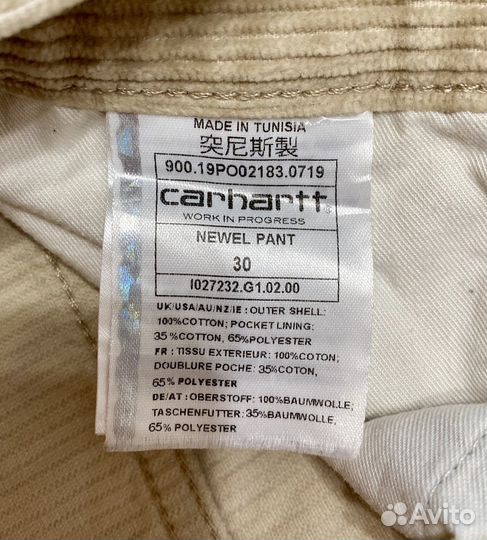 MADE IN TUNISIA
突尼斯製
900.19PO02183.0719
carhartt
WORK IN PROGRESS
NEWEL PANT
30
I027232.G1.02.00
UK/USA/AU/NZ/IE : OUTER SHELL:
100%COTTON; POCKET LINING:
35%COTTON, 65%POLYESTER
FR : TISSU EXTERIEUR: 100%COTON;
DOUBLURE POCHE: 35%COTON,
65% POLYESTER
DE/AT : OBERSTOFF: 100%BAUMWOLLE;
TASCHENFUTTER: 35%BAUMWOLLE,
65% POLYESTER
Avito